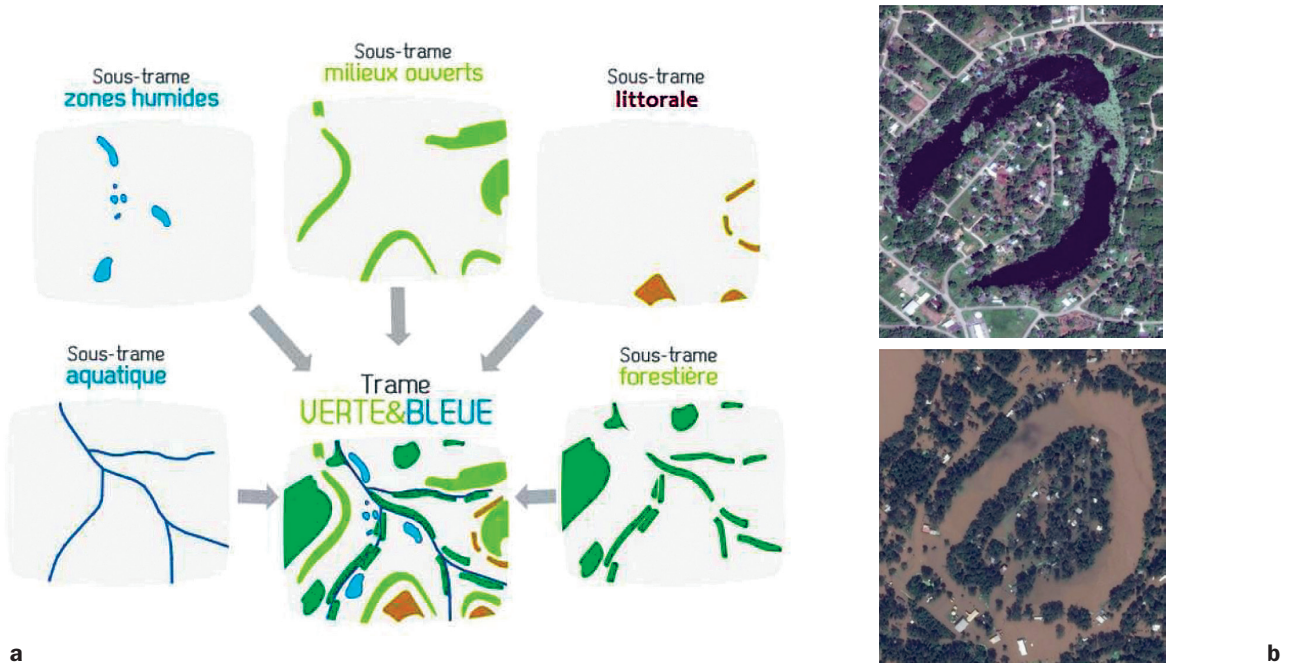 Sous-trame
zones humides
Sous-trame
milieux ouverts
Sous-trame
littorale
Sous-trame
aquatique
Trame
VERTE&BLEUE
Sous-trame
forestière
a
b